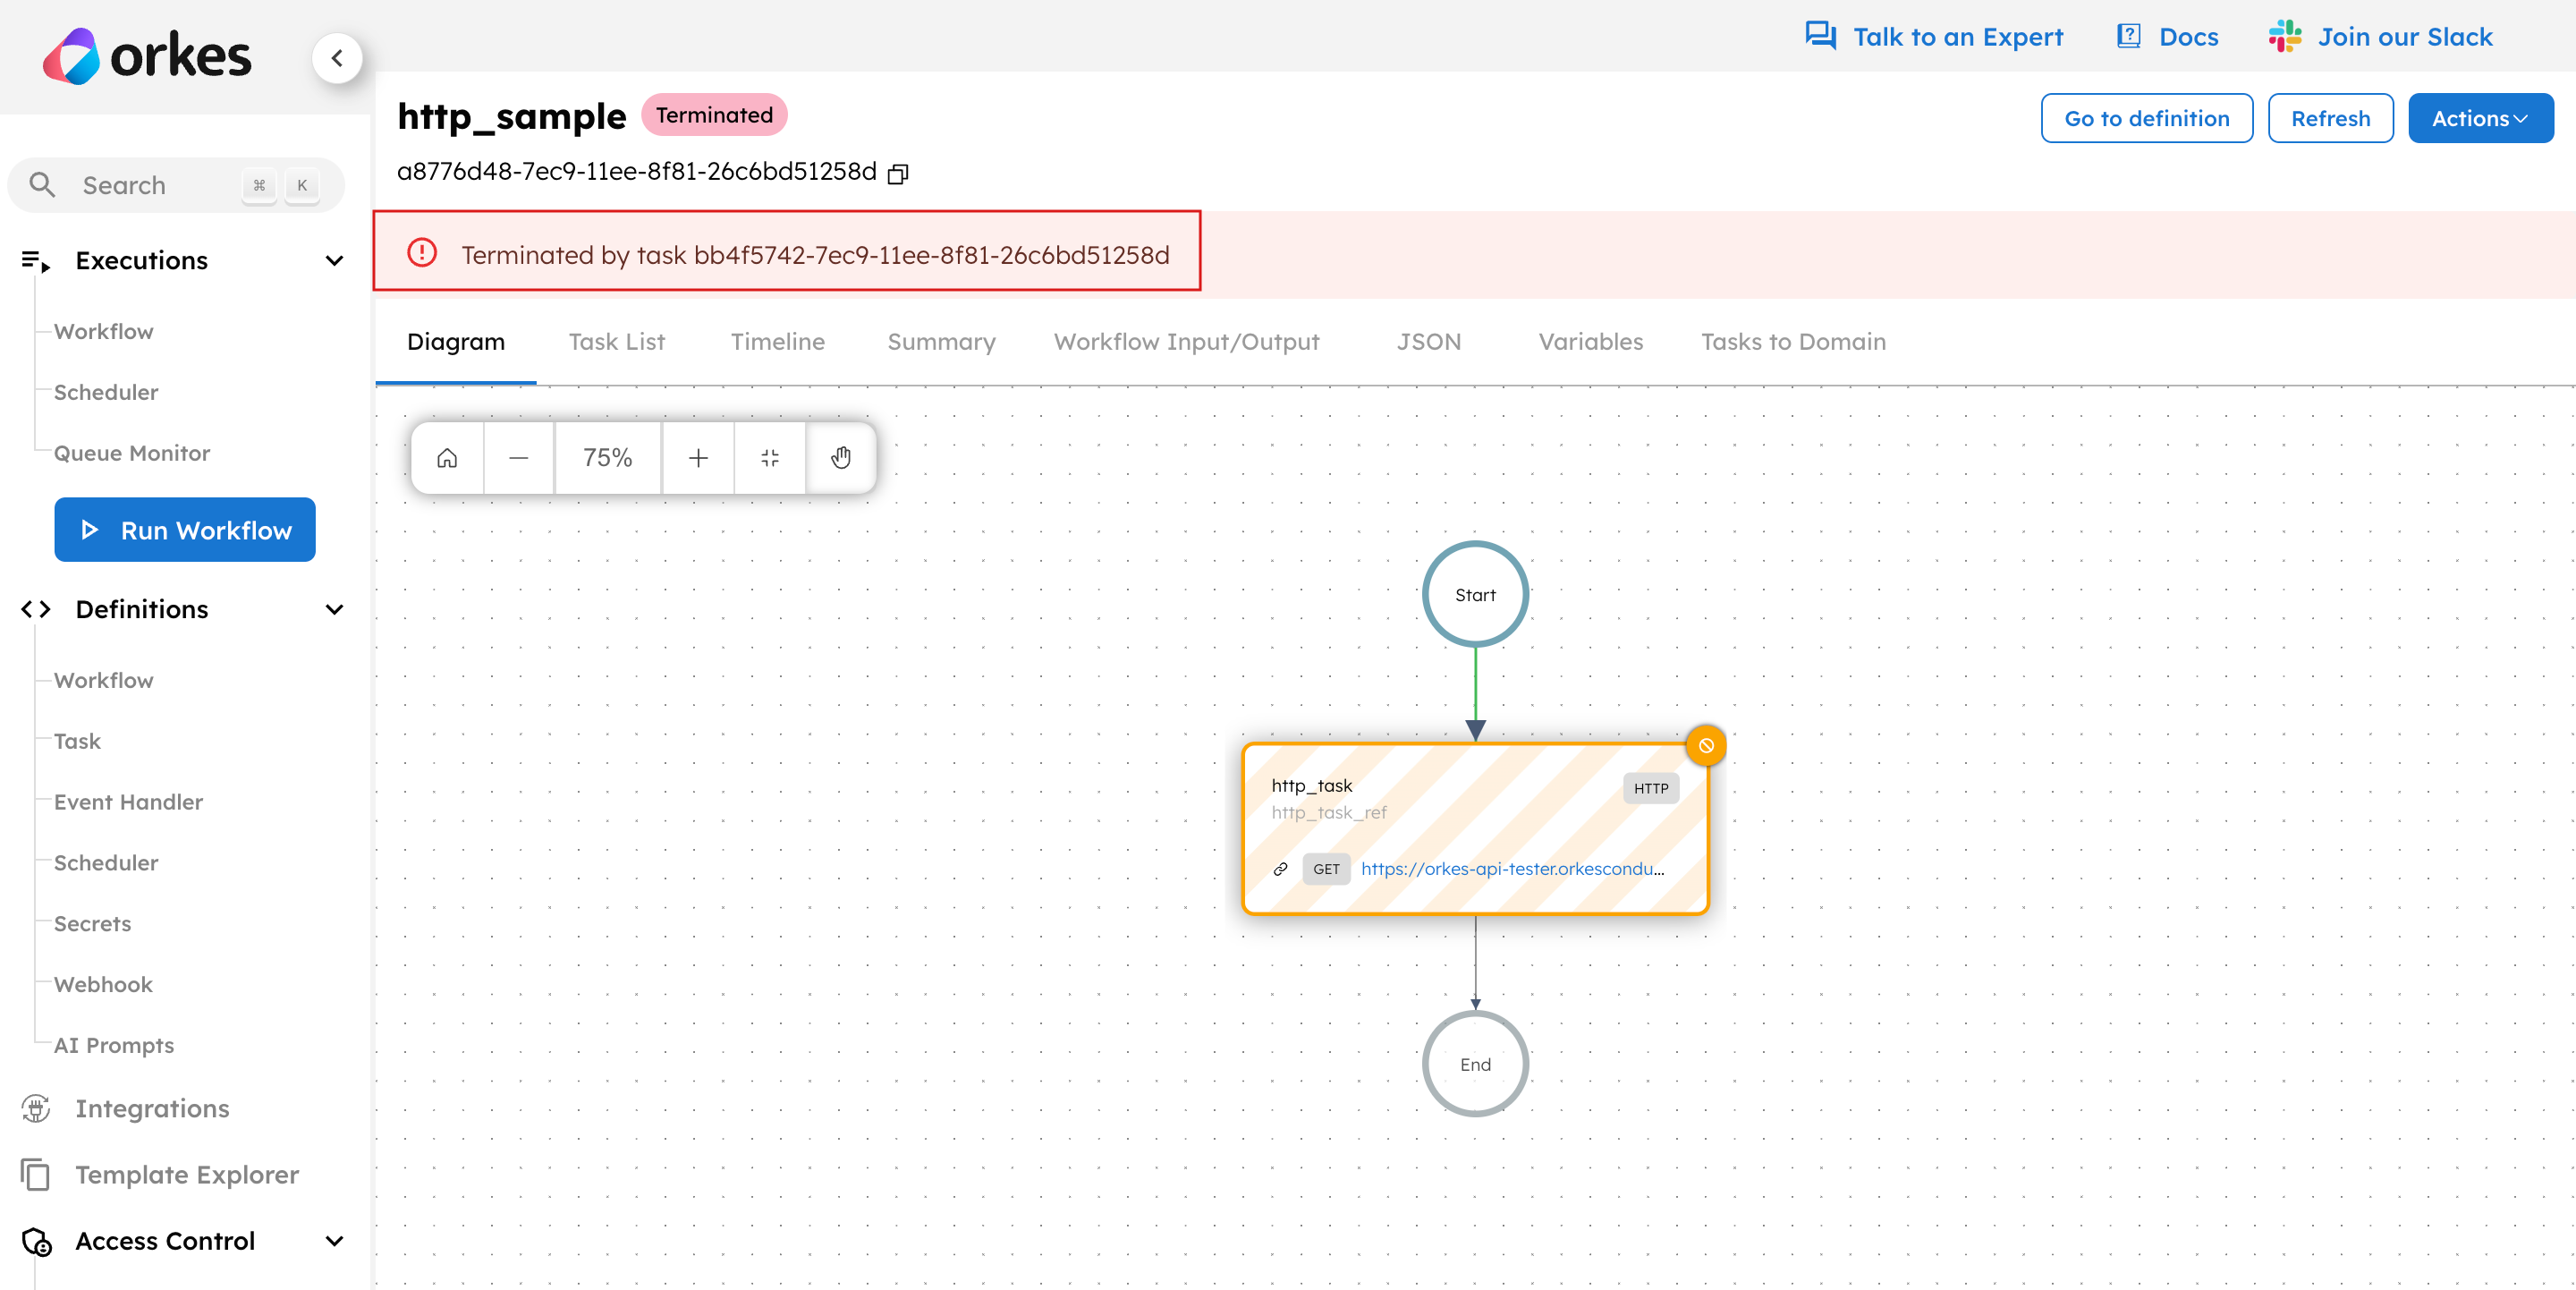 orkes
Talk to an Expert
Docs
Join our Slack
Search ⌘ K
Executions
Workflow
Scheduler
Queue Monitor
Run Workflow
Definitions
Workflow
Task
Event Handler
Scheduler
Secrets
Webhook
AI Prompts
Integrations
Template Explorer
Access Control
http_sample Terminated
Go to definition
Refresh
Actions
a8776d48-7ec9-11ee-8f81-26c6bd51258d
Terminated by task bb4f5742-7ec9-11ee-8f81-26c6bd51258d
Diagram
Task List
Timeline
Summary
Workflow Input/Output
JSON
Variables
Tasks to Domain
75%
Start
http_task HTTP
http_task_ref
GET https://orkes-api-tester.orkescondu...
End